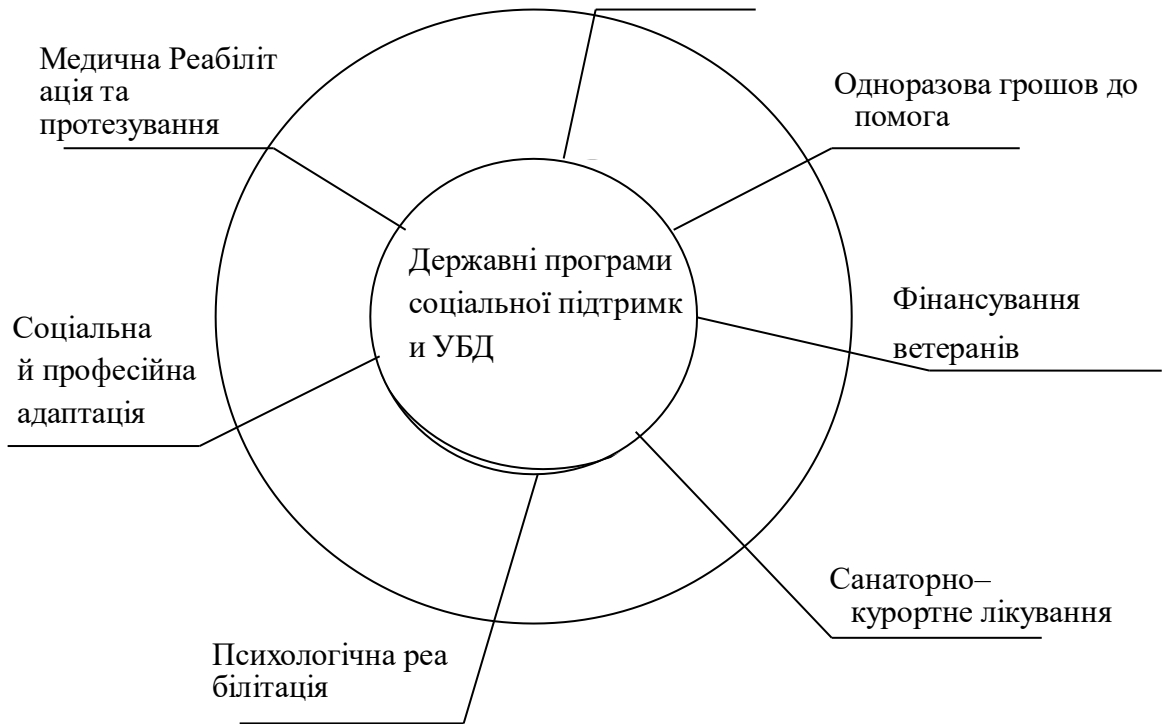 Медична Реабіліт
ація та
протезування
Одноразова грошов до
помога
Державні програми
соціальної підтримк
и УБД
Фінансування
ветеранів
Соціальна
й професійна
адаптація
Санаторно–
курортне лікування
Психологічна реа
білітація